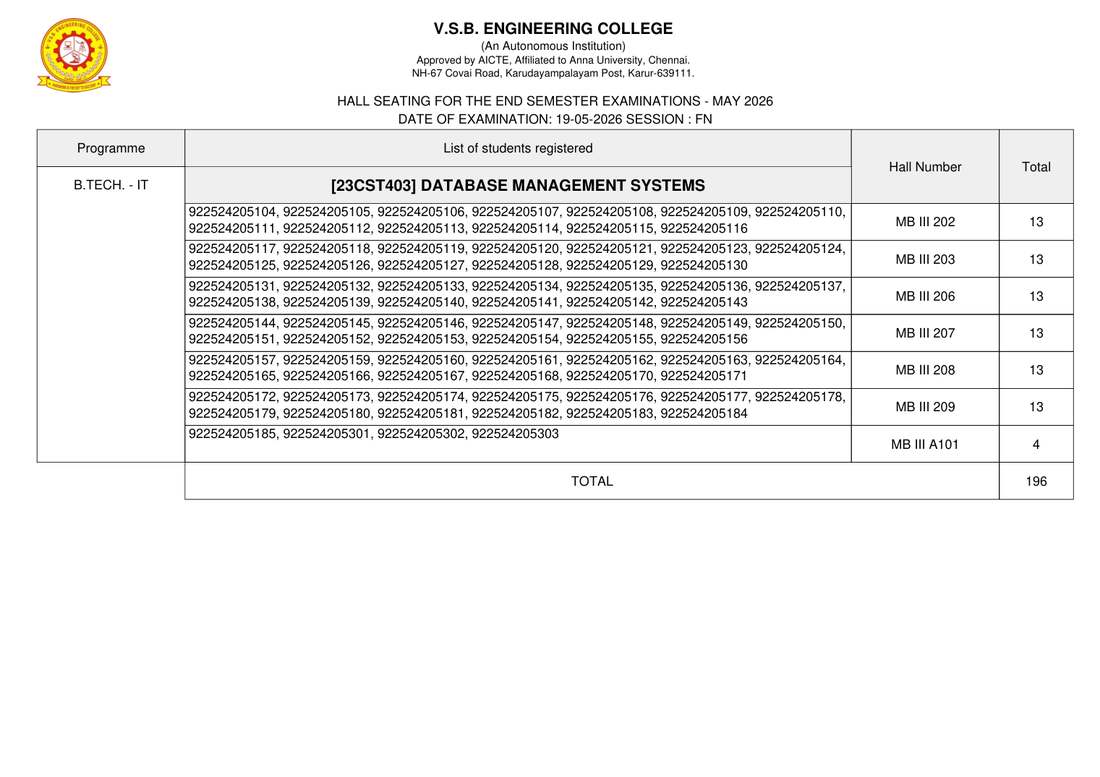 V.S.B. ENGINEERING COLLEGE
(An Autonomous Institution)
Approved by AICTE, Affiliated to Anna University, Chennai.
NH-67 Covai Road, Karudayampalayam Post, Karur-639111.
HALL SEATING FOR THE END SEMESTER EXAMINATIONS - MAY 2026
DATE OF EXAMINATION: 19-05-2026 SESSION : FN
Programme
List of students registered
Hall Number
Total
B.TECH. - IT
[23CST403] DATABASE MANAGEMENT SYSTEMS
922524205104, 922524205105, 922524205106, 922524205107, 922524205108, 922524205109, 922524205110,
922524205111, 922524205112, 922524205113, 922524205114, 922524205115, 922524205116
MB III 202
13
922524205117, 922524205118, 922524205119, 922524205120, 922524205121, 922524205123, 922524205124,
922524205125, 922524205126, 922524205127, 922524205128, 922524205129, 922524205130
MB III 203
13
922524205131, 922524205132, 922524205133, 922524205134, 922524205135, 922524205136, 922524205137,
922524205138, 922524205139, 922524205140, 922524205141, 922524205142, 922524205143
MB III 206
13
922524205144, 922524205145, 922524205146, 922524205147, 922524205148, 922524205149, 922524205150,
922524205151, 922524205152, 922524205153, 922524205154, 922524205155, 922524205156
MB III 207
13
922524205157, 922524205159, 922524205160, 922524205161, 922524205162, 922524205163, 922524205164,
922524205165, 922524205166, 922524205167, 922524205168, 922524205170, 922524205171
MB III 208
13
922524205172, 922524205173, 922524205174, 922524205175, 922524205176, 922524205177, 922524205178,
922524205179, 922524205180, 922524205181, 922524205182, 922524205183, 922524205184
MB III 209
13
922524205185, 922524205301, 922524205302, 922524205303
MB III A101
4
TOTAL
196